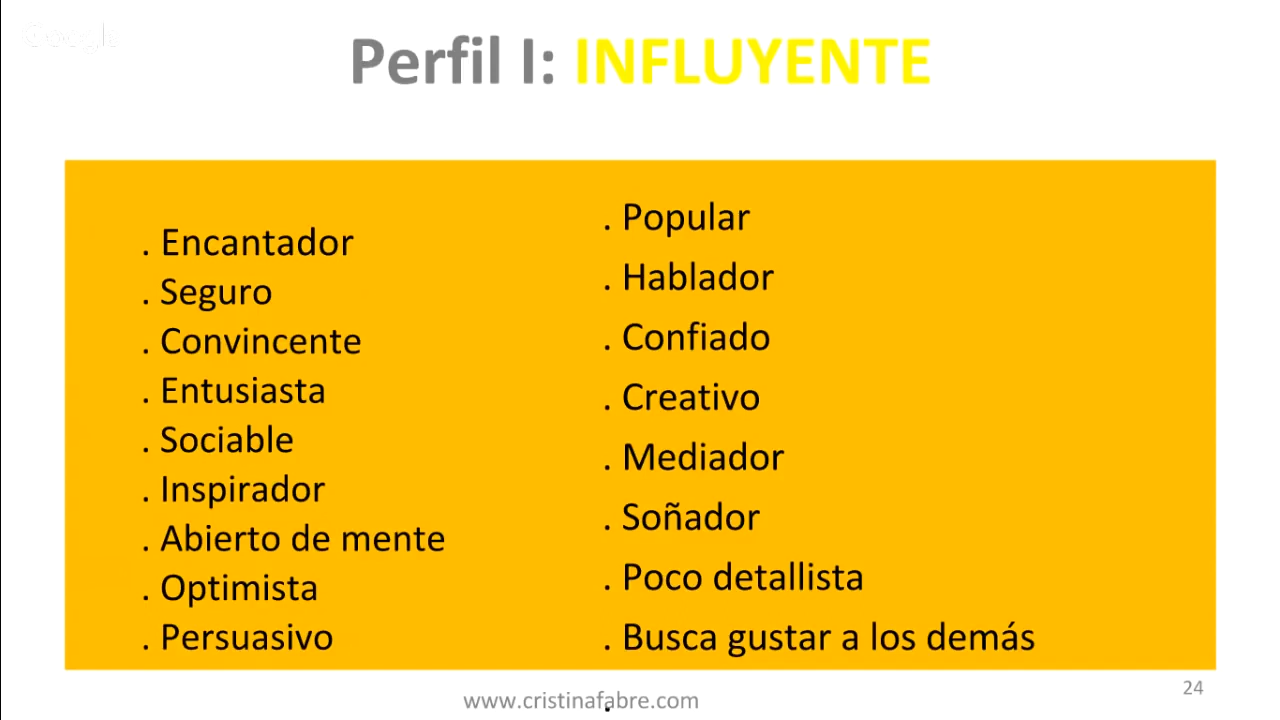 Google
Perfil I: INFLUYENTE
. Encantador
. Seguro
. Convincente
. Entusiasta
. Sociable
. Inspirador
. Abierto de mente
. Optimista
. Persuasivo
. Popular
. Hablador
. Confiado
. Creativo
. Mediador
. Soñador
. Poco detallista
. Busca gustar a los demás
.
www.cristinafabre.com
24